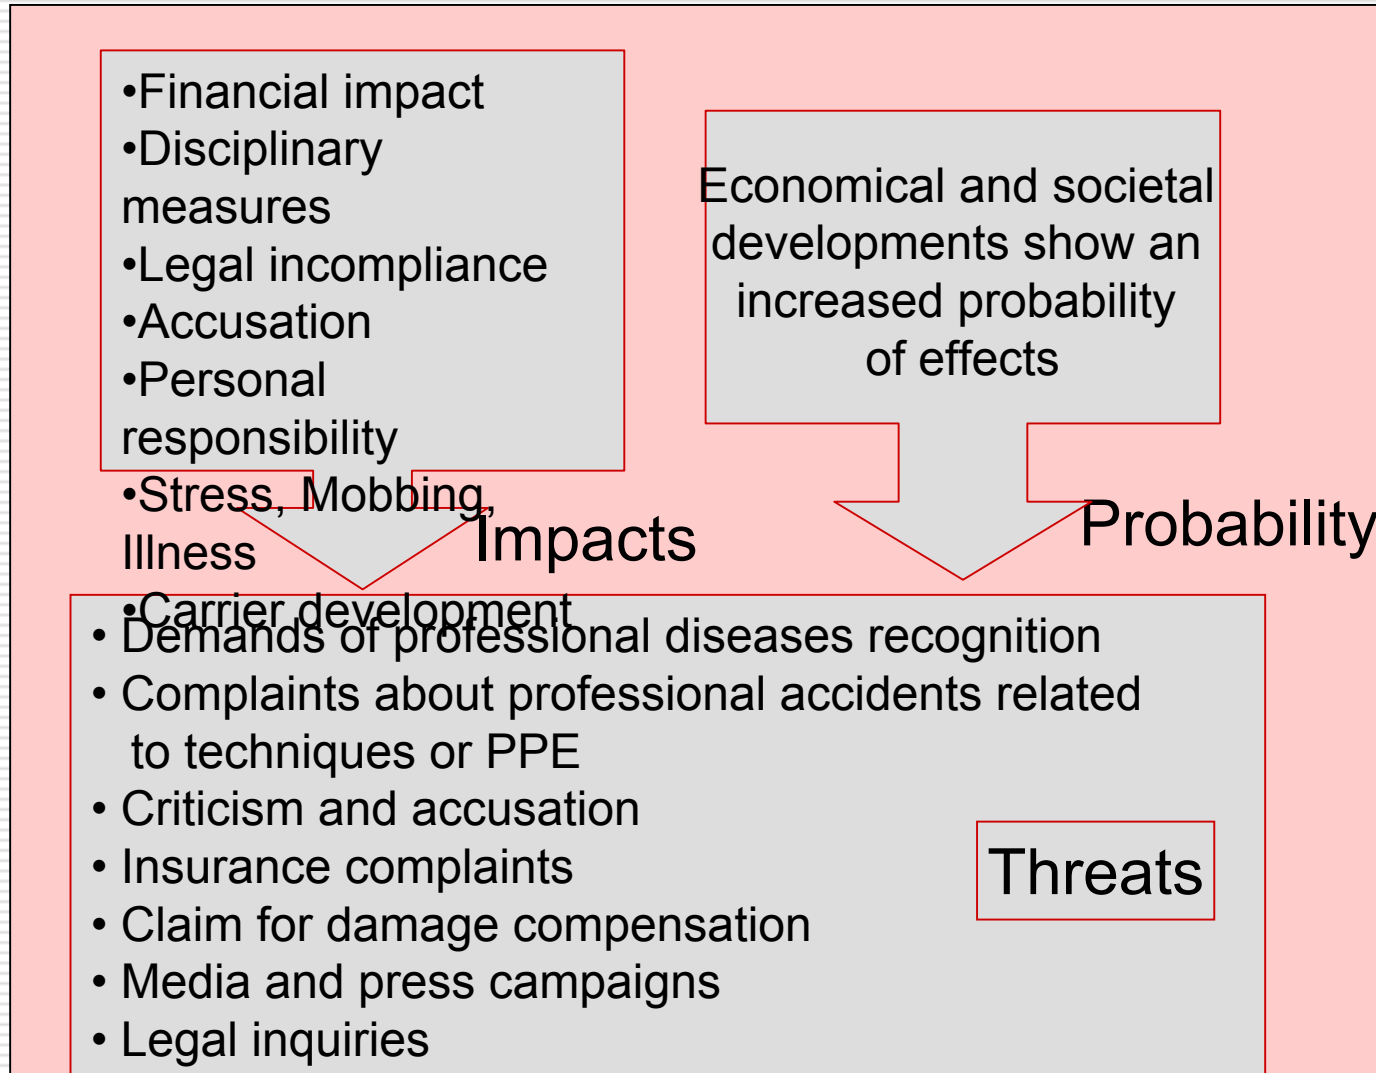 •Financial impact
•Disciplinary
measures
•Legal incompliance
•Accusation
•Personal
responsibility
•Stress, Mobbing,
Illness
•Carrier development
Economical and societal
developments show an
increased probability
of effects
Impacts
Probability
• Demands of professional diseases recognition
• Complaints about professional accidents related
to techniques or PPE
• Criticism and accusation
• Insurance complaints
• Claim for damage compensation
• Media and press campaigns
• Legal inquiries
Threats